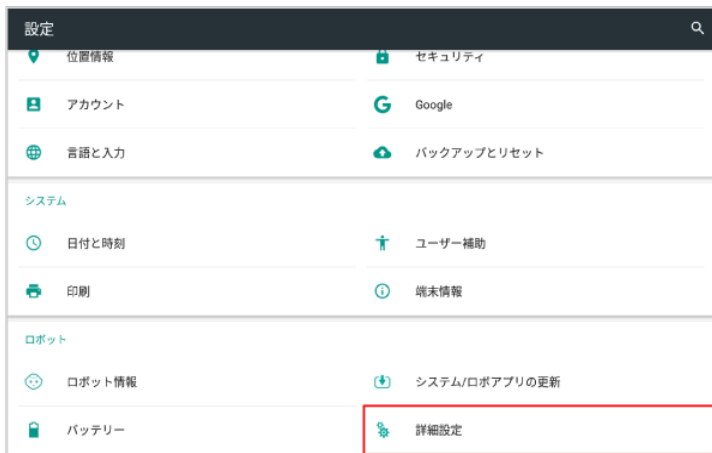 設定
位置情報
セキュリティ
アカウント
Google
言語と入力
バックアップとリセット
システム
日付と時刻
ユーザー補助
印刷
端末情報
ロボット
ロボット情報
システム/ロボアプリの更新
バッテリー
詳細設定